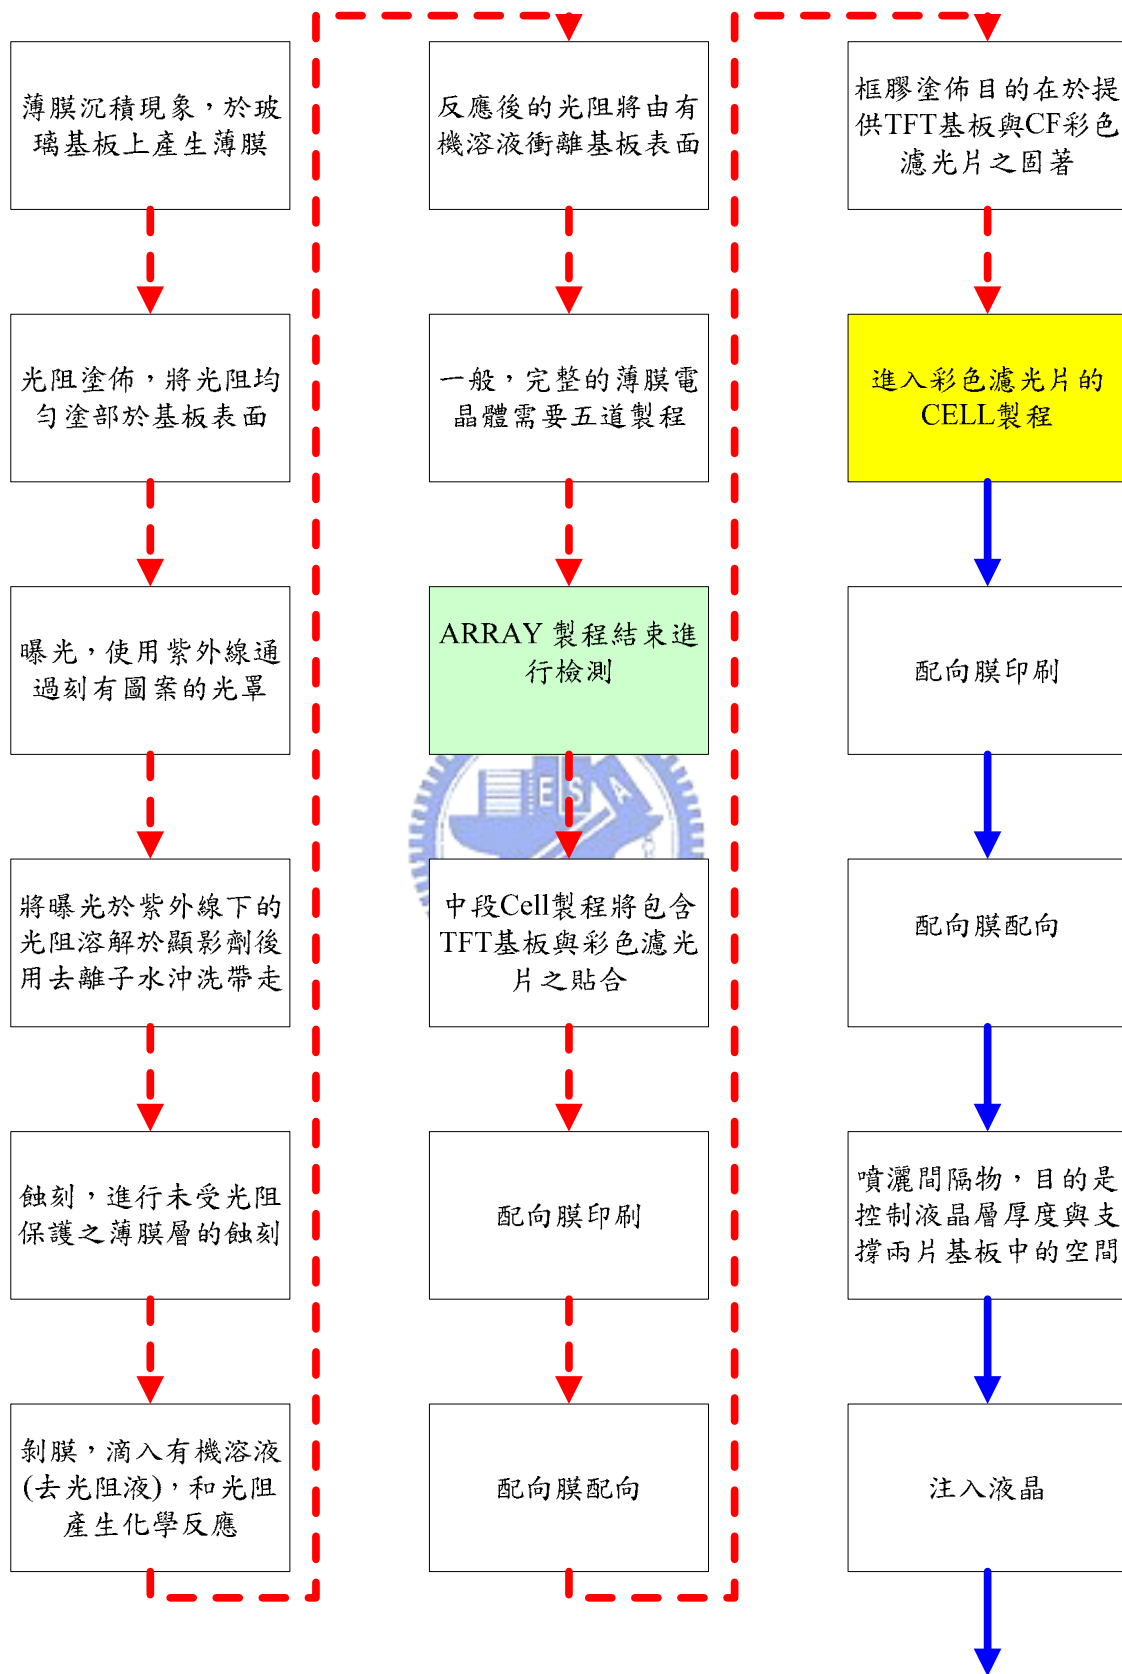 薄膜沉積現象，於玻
璃基板上產生薄膜
光阻塗佈，將光阻均
勻塗部於基板表面
曝光，使用紫外線通
過刻有圖案的光罩
將曝光於紫外線下的
光阻溶解於顯影劑後
用去離子水沖洗帶走
蝕刻，進行未受光阻
保護之薄膜層的蝕刻
剝膜，滴入有機溶液
(去光阻液)，和光阻
產生化學反應
反應後的光阻將由有
機溶液衝離基板表面
一般，完整的薄膜電
晶體需要五道製程
ARRAY 製程結束進
行檢測
ESA
中段Cell製程將包含
TFT基板與彩色濾光
片之貼合
配向膜印刷
配向膜配向
框膠塗佈目的在於提
供TFT基板與CF彩色
濾光片之固著
進入彩色濾光片的
CELL製程
配向膜印刷
配向膜配向
噴灑間隔物，目的是
控制液晶層厚度與支
撐兩片基板中的空間
注入液晶